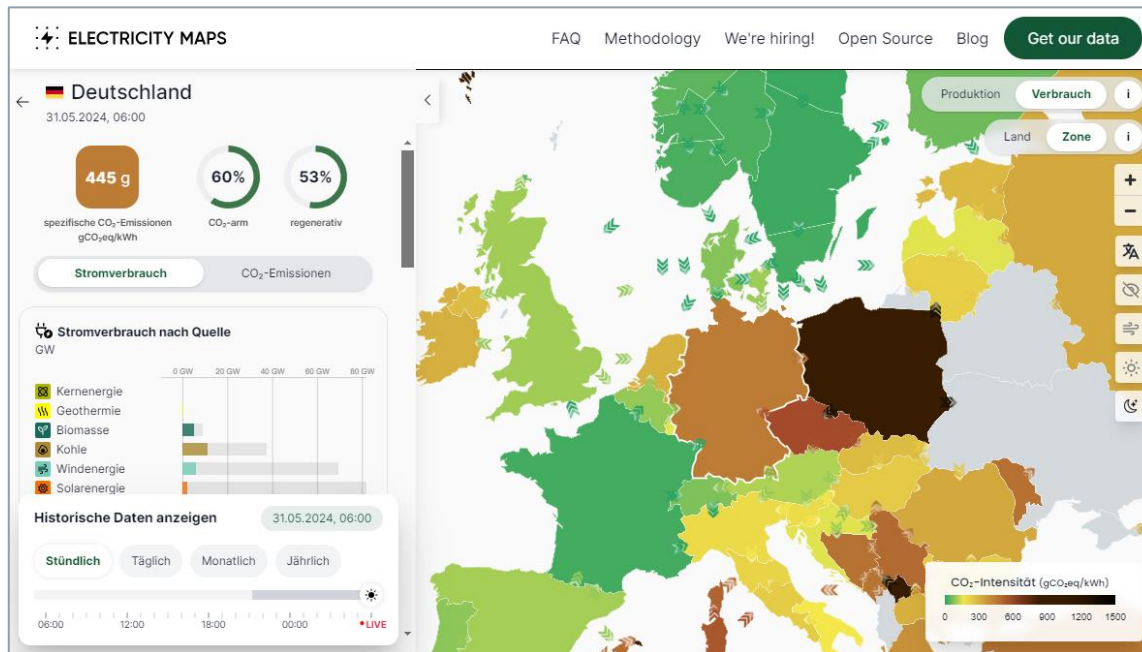 ELECTRICITY MAPS
FAQ Methodology We're hiring! Open Source Blog Get our data
Deutschland
31.05.2024, 06:00
445 g
60%
53%
spezifische CO₂-Emissionen
gCO₂eq/kWh
CO₂-arm
regenerativ
Stromverbrauch CO₂-Emissionen
Stromverbrauch nach Quelle
GW
0 GW 20 GW 40 GW 60 GW 80 GW
Kernenergie
Geothermie
Biomasse
Kohle
Windenergie
Solarenergie
Historische Daten anzeigen 31.05.2024, 06:00
Stündlich Täglich Monatlich Jährlich
06:00 12:00 18:00 00:00 LIVE
Produktion Verbrauch i
Land Zone i
+
−
CO₂-Intensität (gCO₂eq/kWh)
0 300 600 900 1200 1500